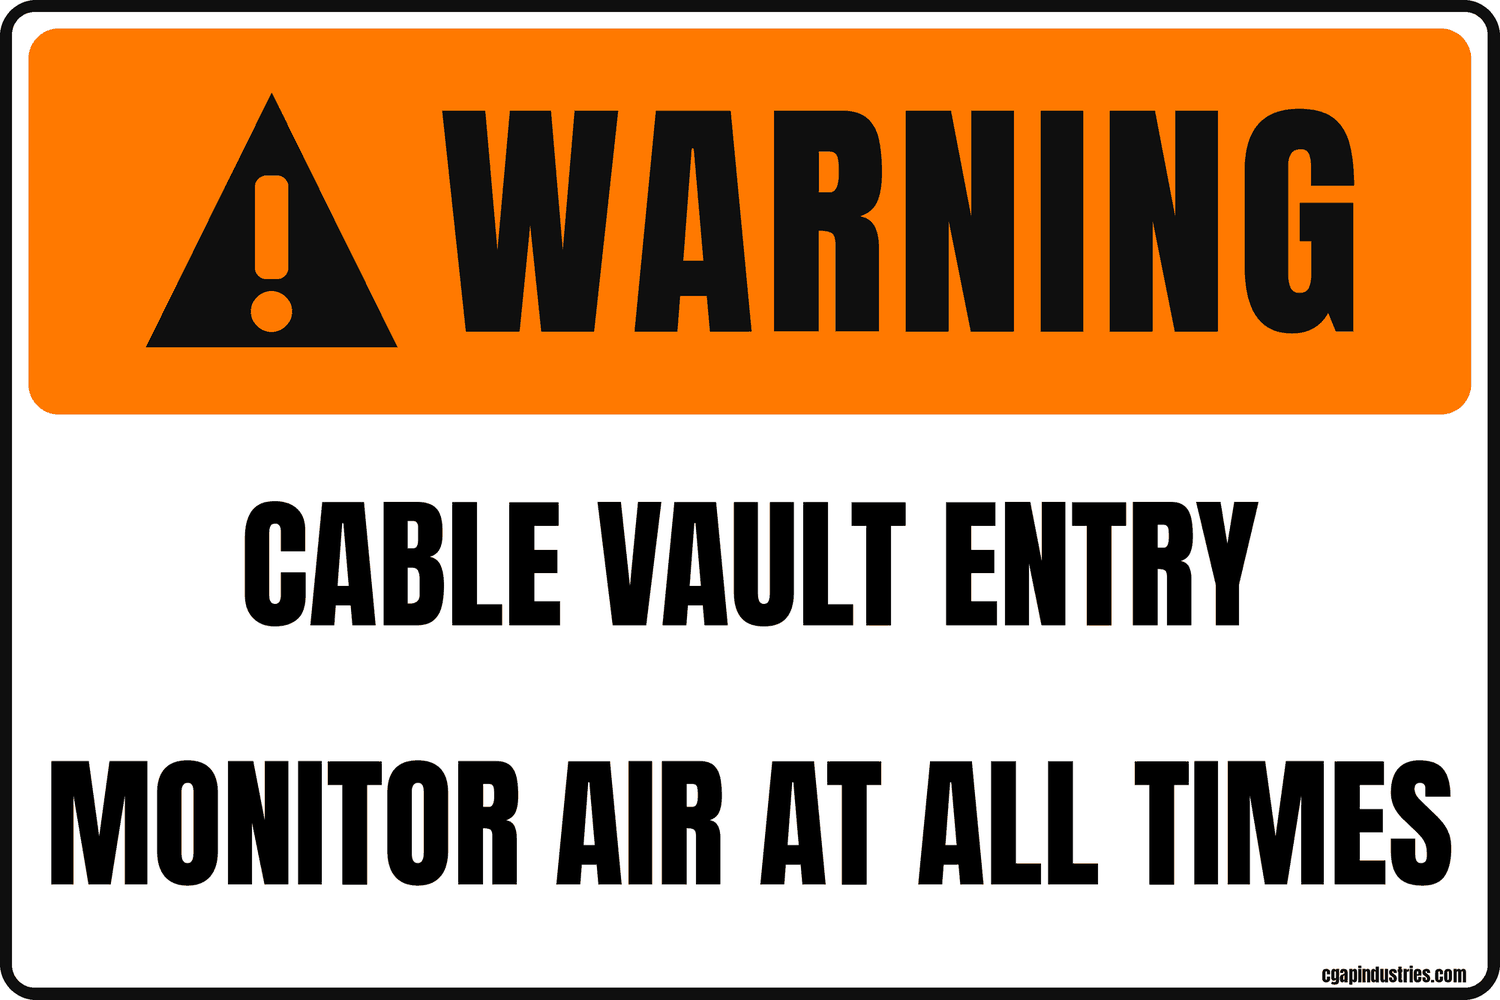 WARNING
CABLE VAULT ENTRY
MONITOR AIR AT ALL TIMES
cgapindustries.com